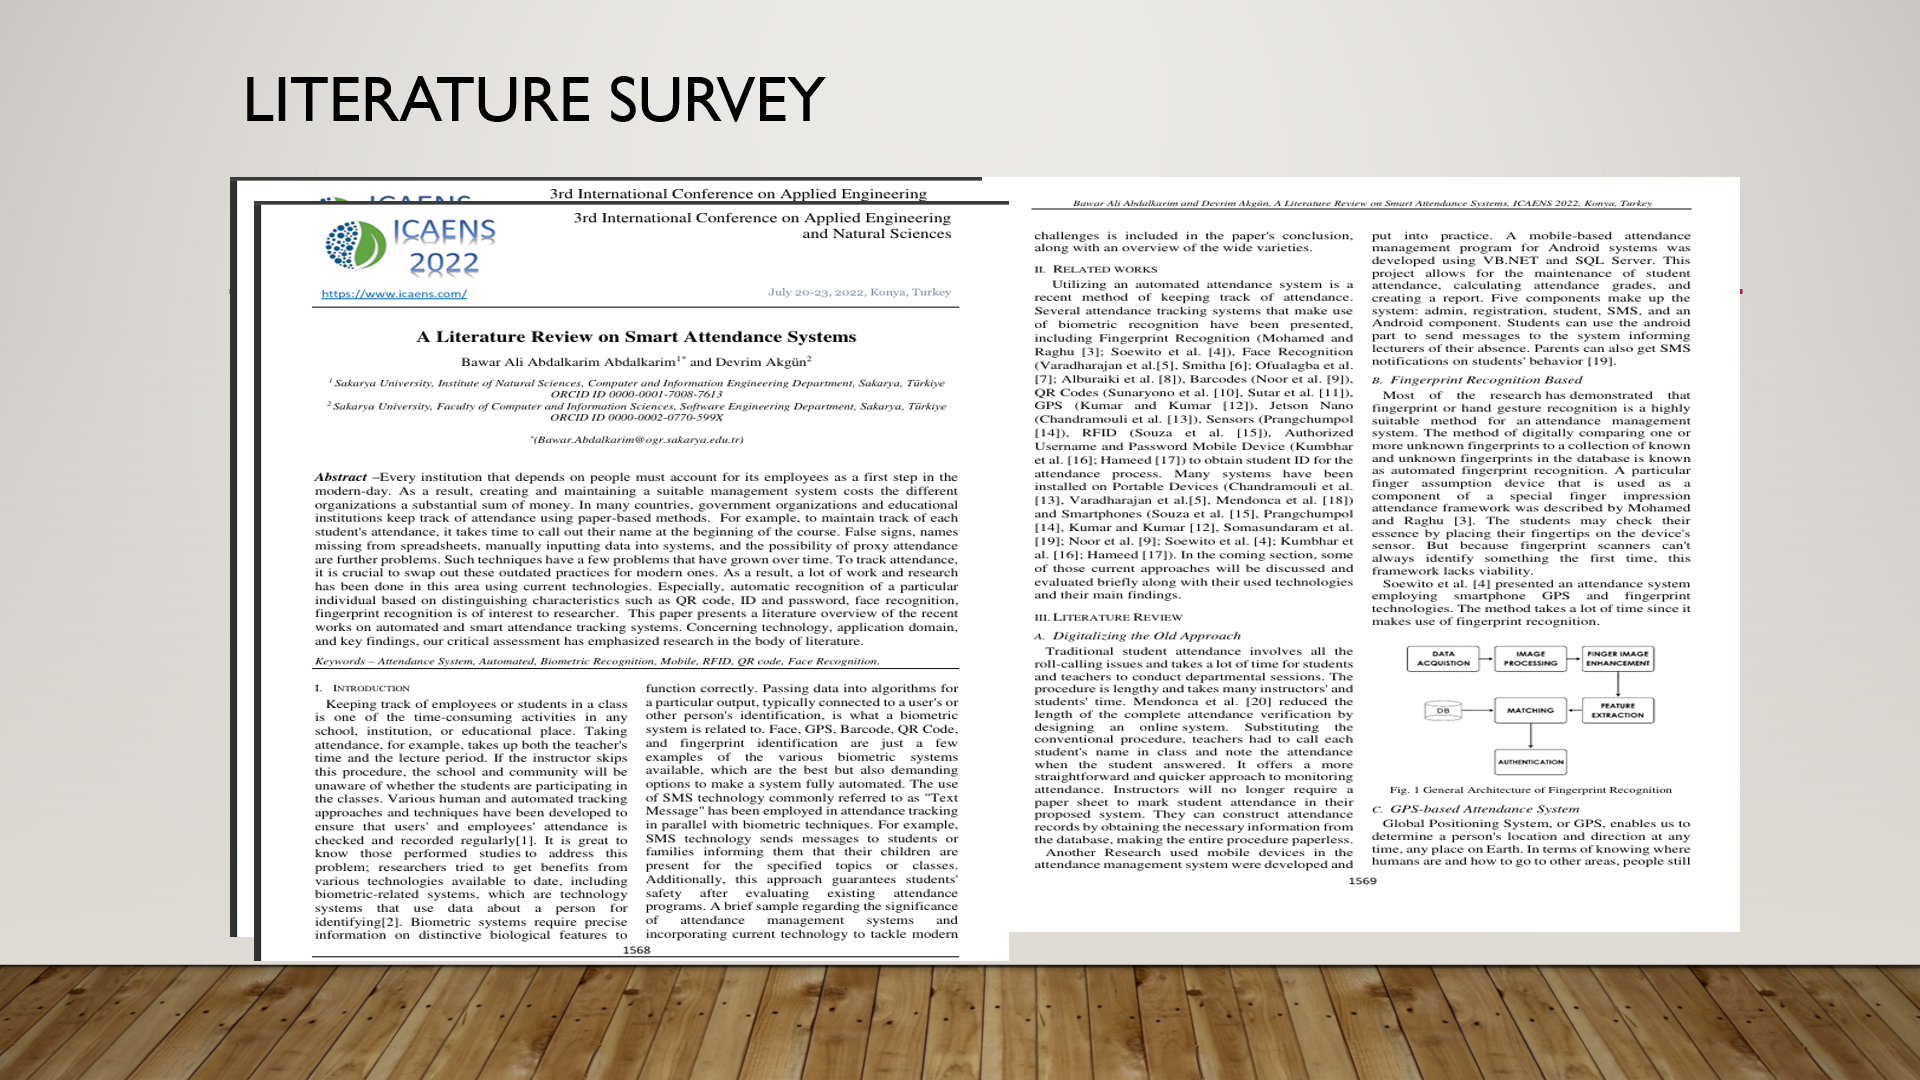 LITERATURE SURVEY
3rd International Conference on Applied Engineering
ICAENS
3rd International Conference on Applied Engineering
and Natural Sciences
ICAENS
2022
https://www.icaens.com/
July 20-23, 2022, Konya, Turkey
A Literature Review on Smart Attendance Systems
Bawar Ali Abdalkarim Abdalkarim1* and Devrim Akgün2
1 Sakarya University, Institute of Natural Sciences, Computer and Information Engineering Department, Sakarya, Türkiye
ORCID ID 0000-0001-7008-7613
2 Sakarya University, Faculty of Computer and Information Sciences, Software Engineering Department, Sakarya, Türkiye
ORCID ID 0000-0002-0770-599X
*(Bawar.Abdalkarim@ogr.sakarya.edu.tr)
Abstract –Every institution that depends on people must account for its employees as a first step in the
modern-day. As a result, creating and maintaining a suitable management system costs the different
organizations a substantial sum of money. In many countries, government organizations and educational
institutions keep track of attendance using paper-based methods. For example, to maintain track of each
student's attendance, it takes time to call out their name at the beginning of the course. False signs, names
missing from spreadsheets, manually inputting data into systems, and the possibility of proxy attendance
are further problems. Such techniques have a few problems that have grown over time. To track attendance,
it is crucial to swap out these outdated practices for modern ones. As a result, a lot of work and research
has been done in this area using current technologies. Especially, automatic recognition of a particular
individual based on distinguishing characteristics such as QR code, ID and password, face recognition,
fingerprint recognition is of interest to researcher. This paper presents a literature overview of the recent
works on automated and smart attendance tracking systems. Concerning technology, application domain,
and key findings, our critical assessment has emphasized research in the body of literature.
Keywords – Attendance System, Automated, Biometric Recognition, Mobile, RFID, QR code, Face Recognition.
I. INTRODUCTION
Keeping track of employees or students in a class
is one of the time-consuming activities in any
school, institution, or educational place. Taking
attendance, for example, takes up both the teacher's
time and the lecture period. If the instructor skips
this procedure, the school and community will be
unaware of whether the students are participating in
the classes. Various human and automated tracking
approaches and techniques have been developed to
ensure that users' and employees' attendance is
checked and recorded regularly[1]. It is great to
know those performed studies to address this
problem; researchers tried to get benefits from
various technologies available to date, including
biometric-related systems, which are technology
systems that use data about a person for
identifying[2]. Biometric systems require precise
information on distinctive biological features to
function correctly. Passing data into algorithms for
a particular output, typically connected to a user's or
other person's identification, is what a biometric
system is related to. Face, GPS, Barcode, QR Code,
and fingerprint identification are just a few
examples of the various biometric systems
available, which are the best but also demanding
options to make a system fully automated. The use
of SMS technology commonly referred to as "Text
Message" has been employed in attendance tracking
in parallel with biometric techniques. For example,
SMS technology sends messages to students or
families informing them that their children are
present for the specified topics or classes.
Additionally, this approach guarantees students'
safety after evaluating existing attendance
programs. A brief sample regarding the significance
of attendance management systems and
incorporating current technology to tackle modern
1568
Bawar Ali Abdalkarim and Devrim Akgün, A Literature Review on Smart Attendance Systems, ICAENS 2022, Konya, Turkey
challenges is included in the paper's conclusion,
along with an overview of the wide varieties.
II. RELATED WORKS
Utilizing an automated attendance system is a
recent method of keeping track of attendance.
Several attendance tracking systems that make use
of biometric recognition have been presented,
including Fingerprint Recognition (Mohamed and
Raghu [3]; Soewito et al. [4]), Face Recognition
(Varadharajan et al.[5], Smitha [6]; Ofualagba et al.
[7]; Alburaiki et al. [8]), Barcodes (Noor et al. [9]),
QR Codes (Sunaryono et al. [10], Sutar et al. [11]),
GPS (Kumar and Kumar [12]), Jetson Nano
(Chandramouli et al. [13]), Sensors (Prangchumpol
[14]), RFID (Souza et al. [15]), Authorized
Username and Password Mobile Device (Kumbhar
et al. [16]; Hameed [17]) to obtain student ID for the
attendance process. Many systems have been
installed on Portable Devices (Chandramouli et al.
[13], Varadharajan et al.[5], Mendonca et al. [18])
and Smartphones (Souza et al. [15], Prangchumpol
[14], Kumar and Kumar [12], Somasundaram et al.
[19]; Noor et al. [9]; Soewito et al. [4]; Kumbhar et
al. [16]; Hameed [17]). In the coming section, some
of those current approaches will be discussed and
evaluated briefly along with their used technologies
and their main findings.
III. LITERATURE REVIEW
A. Digitalizing the Old Approach
Traditional student attendance involves all the
roll-calling issues and takes a lot of time for students
and teachers to conduct departmental sessions. The
procedure is lengthy and takes many instructors' and
students' time. Mendonca et al. [20] reduced the
length of the complete attendance verification by
designing an online system. Substituting the
conventional procedure, teachers had to call each
student's name in class and note the attendance
when the student answered. It offers a more
straightforward and quicker approach to monitoring
attendance. Instructors will no longer require a
paper sheet to mark student attendance in their
proposed system. They can construct attendance
records by obtaining the necessary information from
the database, making the entire procedure paperless.
Another Research used mobile devices in the
attendance management system were developed and
put into practice. A mobile-based attendance
management program for Android systems was
developed using VB.NET and SQL Server. This
project allows for the maintenance of student
attendance, calculating attendance grades, and
creating a report. Five components make up the
system: admin, registration, student, SMS, and an
Android component. Students can use the android
part to send messages to the system informing
lecturers of their absence. Parents can also get SMS
notifications on students' behavior [19].
B. Fingerprint Recognition Based
Most of the research has demonstrated that
fingerprint or hand gesture recognition is a highly
suitable method for an attendance management
system. The method of digitally comparing one or
more unknown fingerprints to a collection of known
and unknown fingerprints in the database is known
as automated fingerprint recognition. A particular
finger assumption device that is used as a
component of a special finger impression
attendance framework was described by Mohamed
and Raghu [3]. The students may check their
essence by placing their fingertips on the device's
sensor. But because fingerprint scanners can't
always identify something the first time, this
framework lacks viability.
Soewito et al. [4] presented an attendance system
employing smartphone GPS and fingerprint
technologies. The method takes a lot of time since it
makes use of fingerprint recognition.
DATA
ACQUISTION
IMAGE
PROCESSING
FINGER IMAGE
ENHANCEMENT
DB
MATCHING
FEATURE
EXTRACTION
AUTHENTICATION
Fig. 1 General Architecture of Fingerprint Recognition
C. GPS-based Attendance System
Global Positioning System, or GPS, enables us to
determine a person's location and direction at any
time, any place on Earth. In terms of knowing where
humans are and how to go to other areas, people still
1569